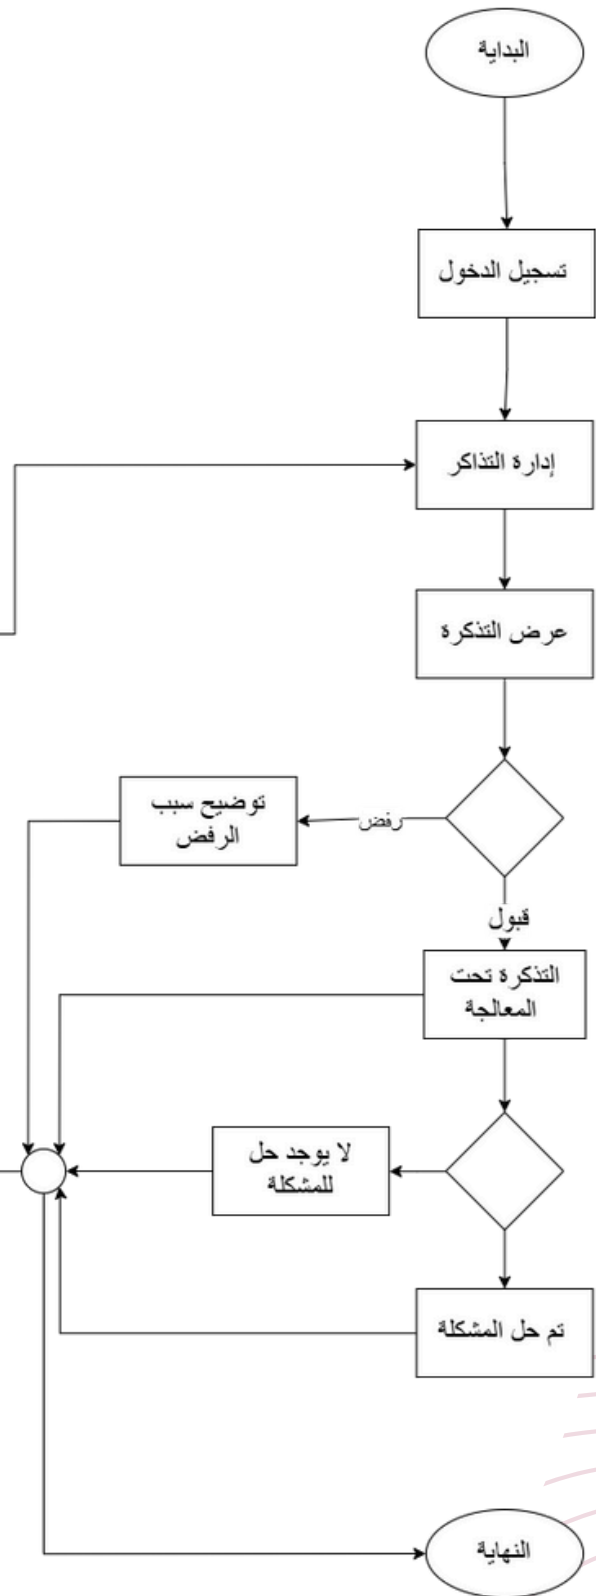 البداية
تسجيل الدخول
إدارة التذاكر
عرض التذكرة
توضيح سبب
الرفض
رفض
قبول
التذكرة تحت
المعالجة
لا يوجد حل
للمشكلة
تم حل المشكلة
النهاية